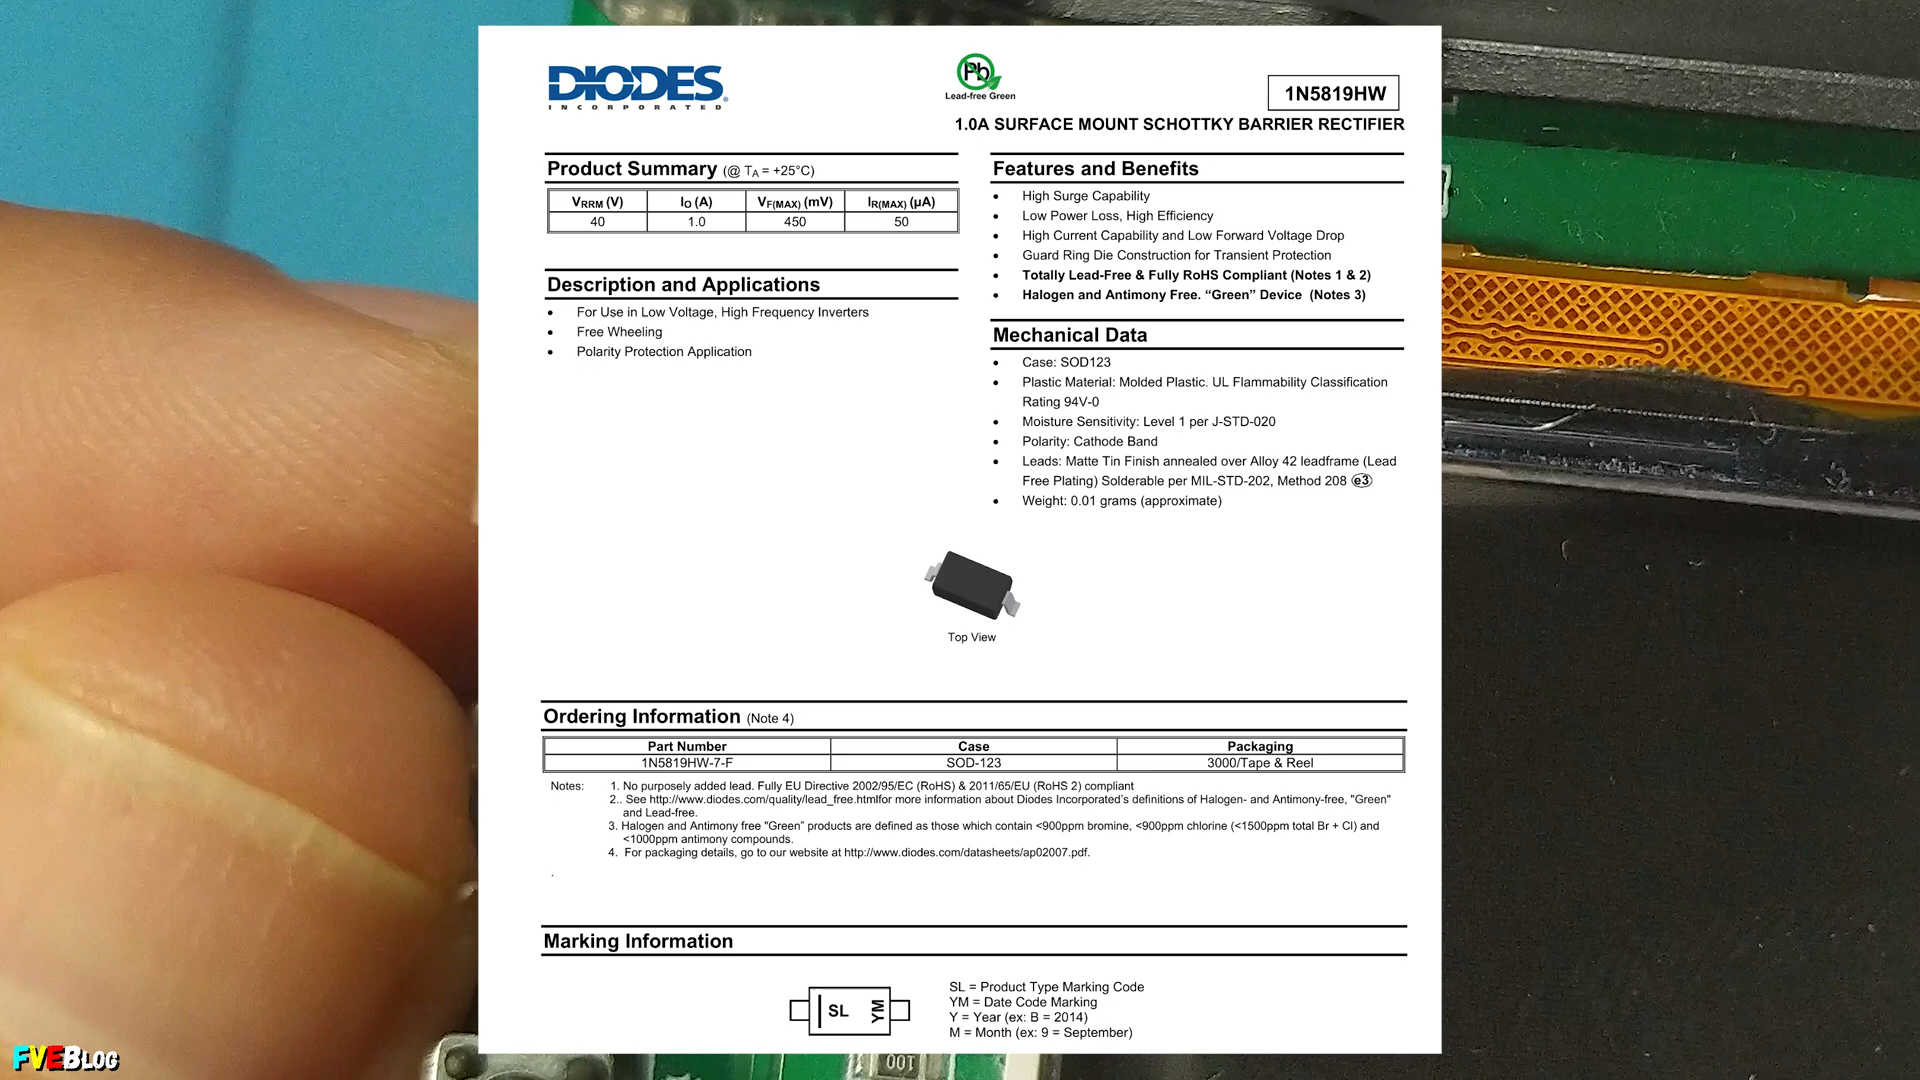 DIODES
INCORPORATED
Pb
Lead-free Green
1N5819HW
1.0A SURFACE MOUNT SCHOTTKY BARRIER RECTIFIER
Product Summary (@ TA = +25°C)
VRRM (V) IO (A) VF(MAX) (mV) IR(MAX) (µA)
40 1.0 450 50
Description and Applications
• For Use in Low Voltage, High Frequency Inverters
• Free Wheeling
• Polarity Protection Application
Features and Benefits
• High Surge Capability
• Low Power Loss, High Efficiency
• High Current Capability and Low Forward Voltage Drop
• Guard Ring Die Construction for Transient Protection
• Totally Lead-Free & Fully RoHS Compliant (Notes 1 & 2)
• Halogen and Antimony Free. “Green” Device (Notes 3)
Mechanical Data
• Case: SOD123
• Plastic Material: Molded Plastic. UL Flammability Classification
Rating 94V-0
• Moisture Sensitivity: Level 1 per J-STD-020
• Polarity: Cathode Band
• Leads: Matte Tin Finish annealed over Alloy 42 leadframe (Lead
Free Plating) Solderable per MIL-STD-202, Method 208 e3
• Weight: 0.01 grams (approximate)
Top View
Ordering Information (Note 4)
Part Number Case Packaging
1N5819HW-7-F SOD-123 3000/Tape & Reel
Notes: 1. No purposely added lead. Fully EU Directive 2002/95/EC (RoHS) & 2011/65/EU (RoHS 2) compliant
2.. See http://www.diodes.com/quality/lead_free.htmlfor more information about Diodes Incorporated’s definitions of Halogen- and Antimony-free, "Green"
and Lead-free.
3. Halogen and Antimony free "Green” products are defined as those which contain <900ppm bromine, <900ppm chlorine (<1500ppm total Br + Cl) and
<1000ppm antimony compounds.
4. For packaging details, go to our website at http://www.diodes.com/datasheets/ap02007.pdf.
.
Marking Information
SL YM
SL = Product Type Marking Code
YM = Date Code Marking
Y = Year (ex: B = 2014)
M = Month (ex: 9 = September)
FVEBLOG
100